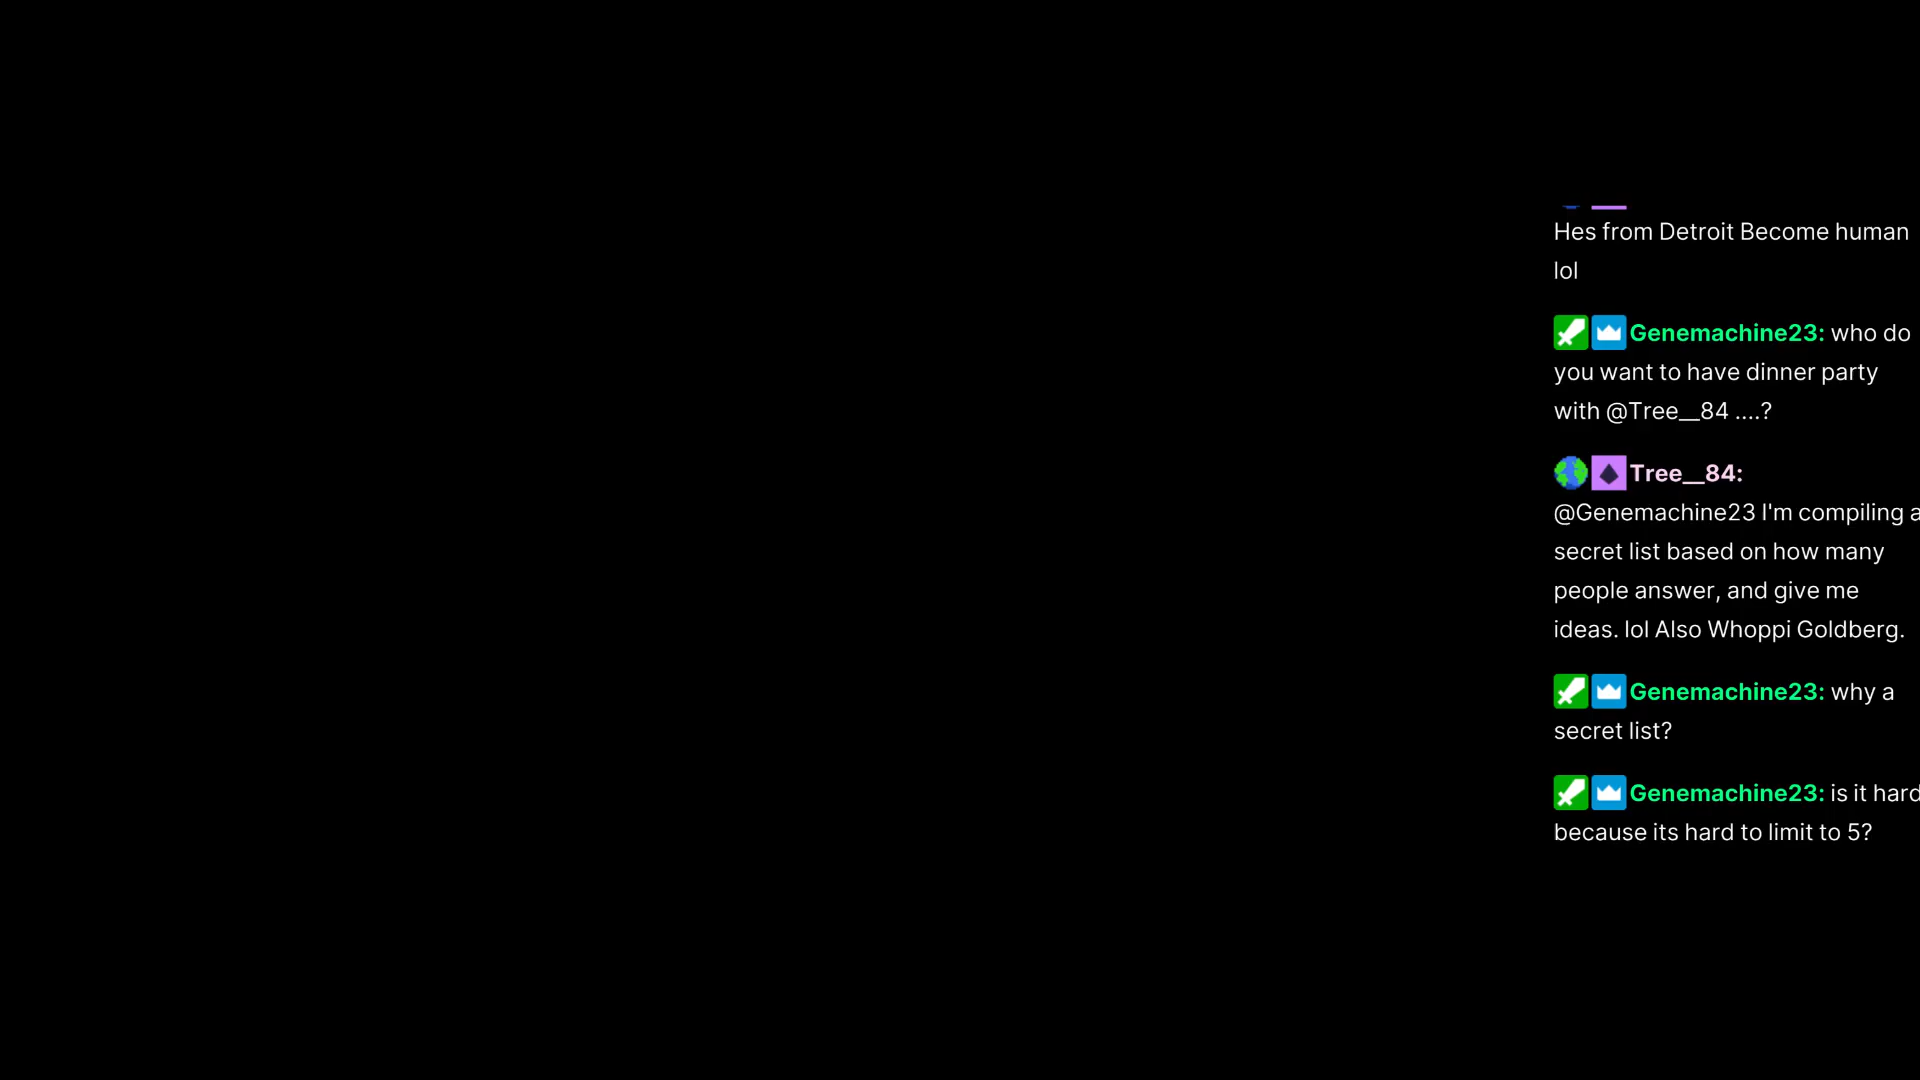 Hes from Detroit Become human
lol
Genemachine23: who do
you want to have dinner party
with @Tree__84 ....?
Tree__84:
@Genemachine23 I'm compiling a
secret list based on how many
people answer, and give me
ideas. lol Also Whoppi Goldberg.
Genemachine23: why a
secret list?
Genemachine23: is it hard
because its hard to limit to 5?